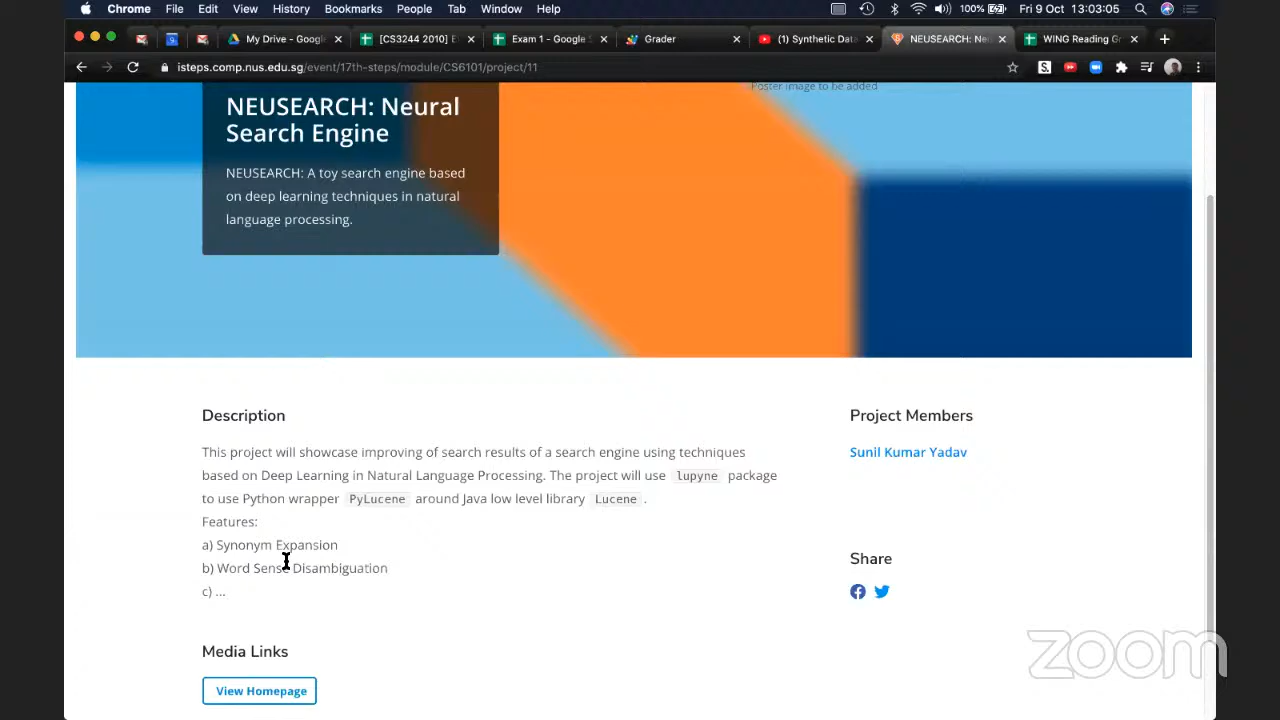 Chrome File Edit View History Bookmarks People Tab Window Help 100% Fri 9 Oct 13:03:05
My Drive - Google [CS3244 2010] E Exam 1 - Google S Grader (1) Synthetic Data NEUSEARCH: Neu WING Reading Gr
isteps.comp.nus.edu.sg/event/17th-steps/module/CS6101/project/11
Poster image to be added
NEUSEARCH: Neural
Search Engine
NEUSEARCH: A toy search engine based
on deep learning techniques in natural
language processing.
Description
This project will showcase improving of search results of a search engine using techniques
based on Deep Learning in Natural Language Processing. The project will use lupyne package
to use Python wrapper PyLucene around Java low level library Lucene .
Features:
a) Synonym Expansion
b) Word Sense Disambiguation
c) ...
Project Members
Sunil Kumar Yadav
Share
Media Links
View Homepage
zoom